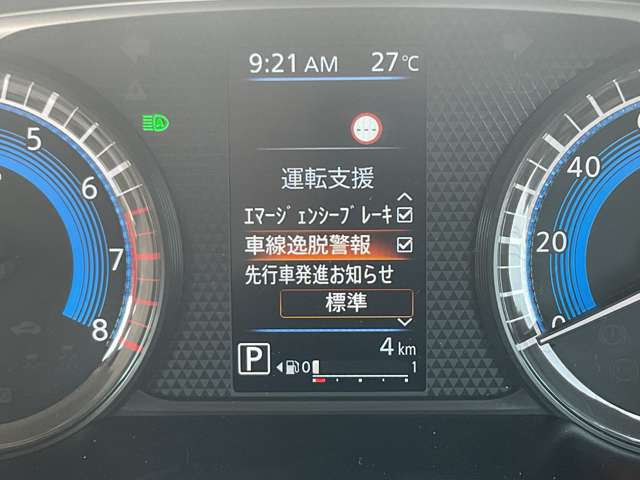 9:21 AM 27℃
運転支援
エマージェンシーブレーキ
車線逸脱警報
先行車発進お知らせ
標準
P 4 km
0 1
5
6
7
8
40
20
0